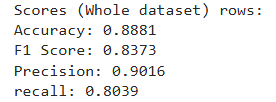 Scores (Whole dataset) rows:
Accuracy: 0.8881
F1 Score: 0.8373
Precision: 0.9016
recall: 0.8039